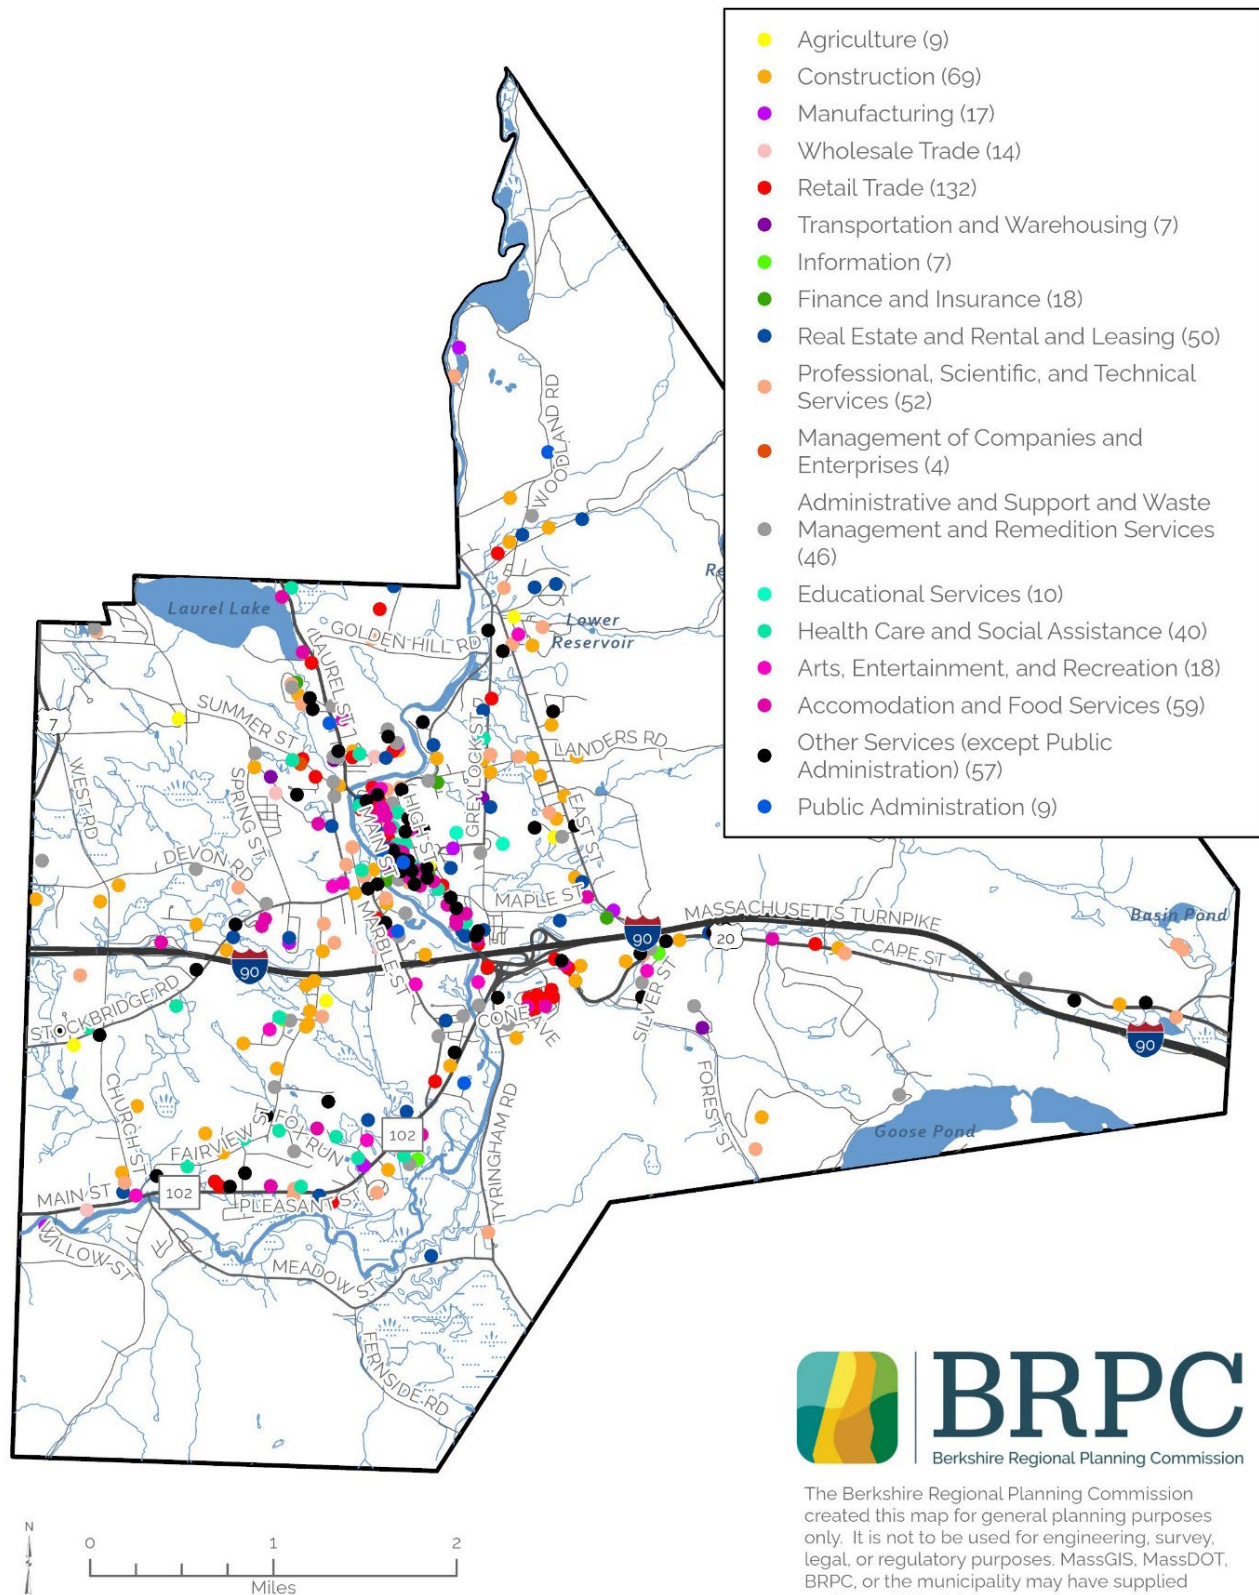 Agriculture (9)
Construction (69)
Manufacturing (17)
Wholesale Trade (14)
Retail Trade (132)
Transportation and Warehousing (7)
Information (7)
Finance and Insurance (18)
Real Estate and Rental and Leasing (50)
Professional, Scientific, and Technical
Services (52)
Management of Companies and
Enterprises (4)
Administrative and Support and Waste
Management and Remedition Services
(46)
Educational Services (10)
Health Care and Social Assistance (40)
Arts, Entertainment, and Recreation (18)
Accomodation and Food Services (59)
Other Services (except Public
Administration) (57)
Public Administration (9)
WOODLAND RD
Re
Laurel Lake
GOLDEN HILL RD
Lower
Reservoir
LAUREL ST
7
SUMMER ST
WEST RD
SPRING ST
GREYLOCK ST
LANDERS RD
EAST ST
MAIN ST
HIGH ST
DEVON RD
MAPLE ST
MASSACHUSETTS TURNPIKE
Basin Pond
90
20
CAPE ST
90
MARBLE ST
STOCKBRIDGE RD
CONE AVE
SILVER ST
90
CHURCH ST
FOREST ST
TYRINGHAM RD
FOX RUN
FAIRVIEW ST
102
Goose Pond
MAIN ST
102
PLEASANT ST
WILLOW ST
MEADOW ST
FERNSIDE RD
BRPC
Berkshire Regional Planning Commission
The Berkshire Regional Planning Commission
created this map for general planning purposes
only. It is not to be used for engineering, survey,
legal, or regulatory purposes. MassGIS, MassDOT,
BRPC, or the municipality may have supplied
N
0 1 2
Miles